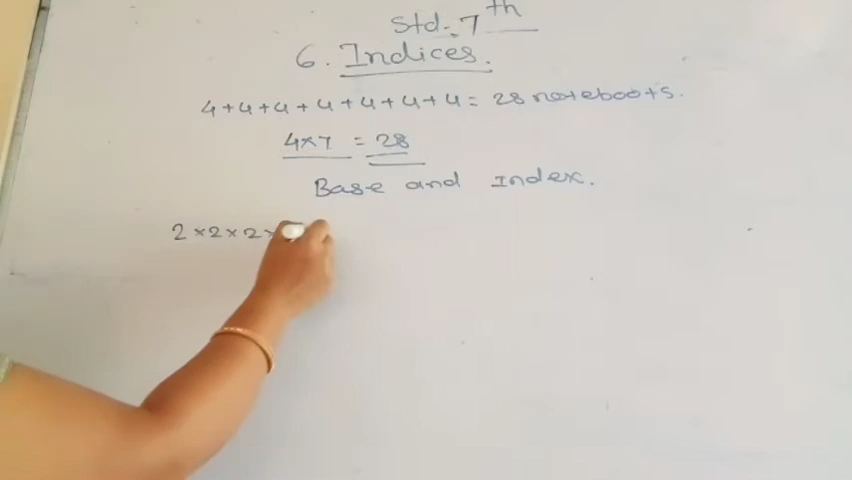 Std. 7th
6. Indices.
4+4+4+4+4+4+4 = 28 notebooks.
4×7 = 28
Base and Index.
2×2×2×